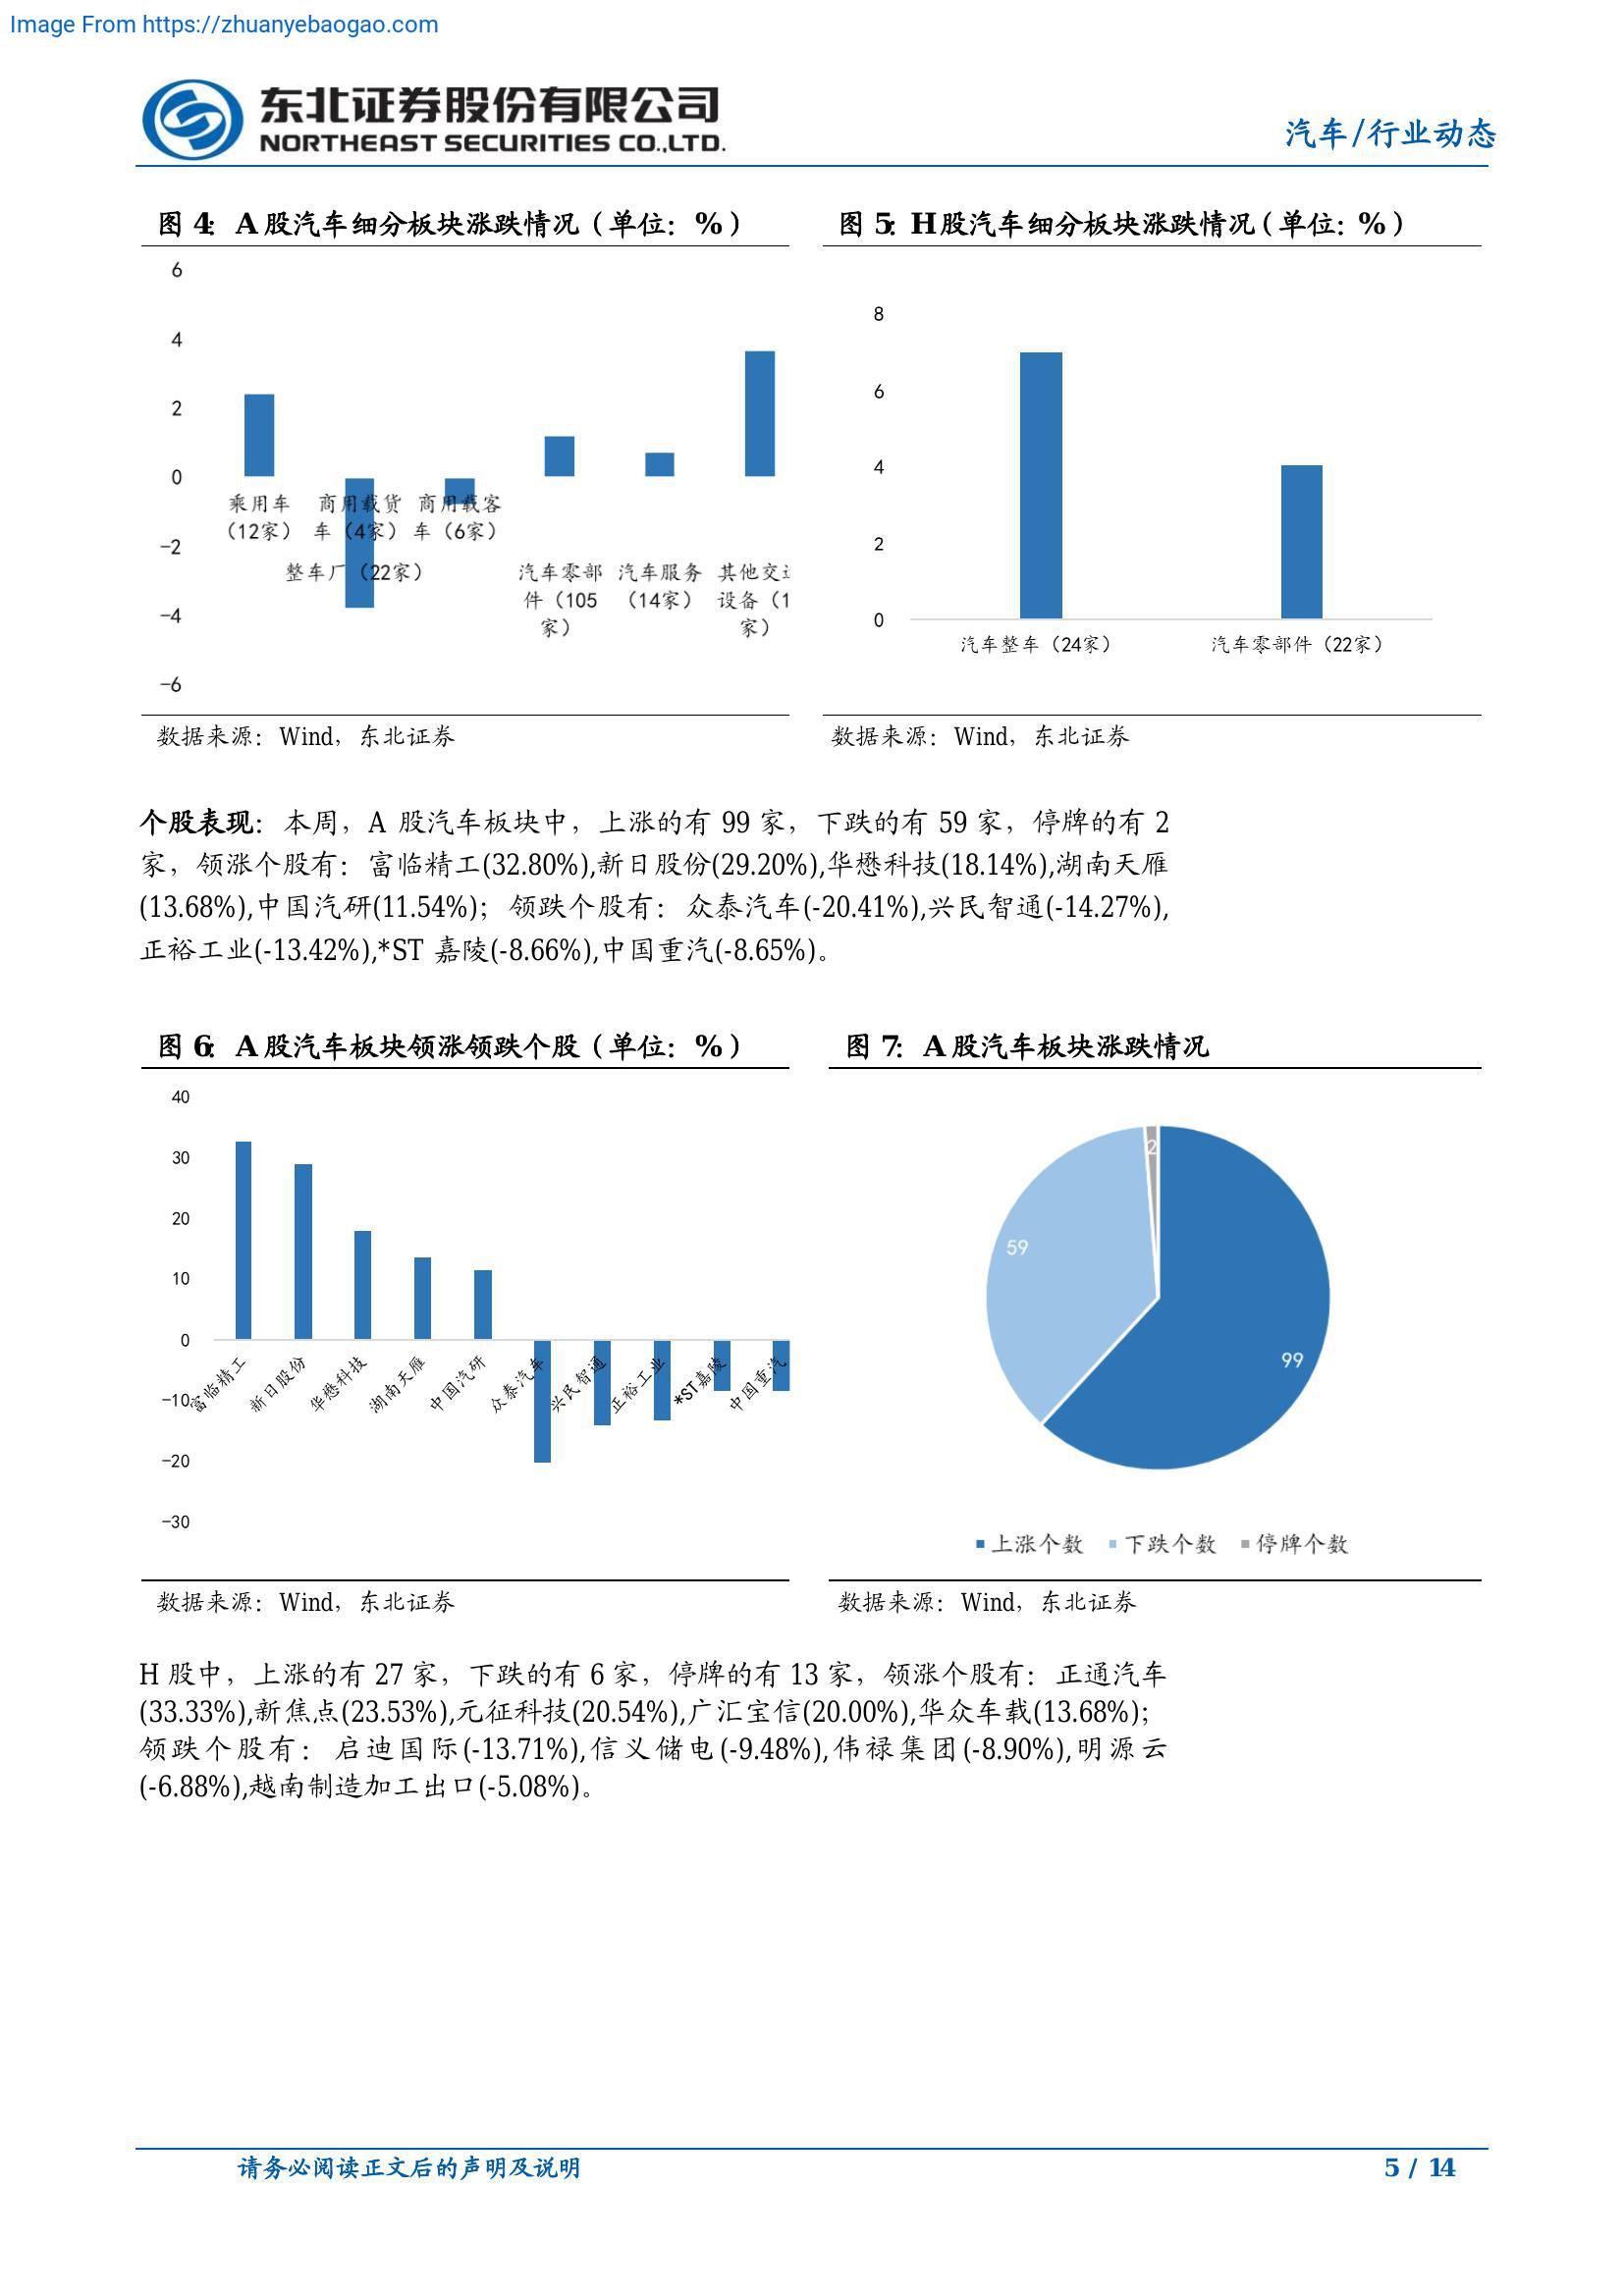 Image From https://zhuanyebaogao.com
东北证券股份有限公司
NORTHEAST SECURITIES CO.,LTD.
汽车/行业动态
图 4： A 股汽车细分板块涨跌情况（单位：%）
6
4
2
0
-2
-4
-6
乘用车 商用载货 商用载客
（12家） 车（4家） 车（6家）
整车厂（22家）
汽车零部 汽车服务 其他交
件（105 （14家） 设备（1
家） 家）
数据来源：Wind，东北证券
图 5：H股汽车细分板块涨跌情况（单位：%）
8
6
4
2
0
汽车整车（24家） 汽车零部件（22家）
数据来源：Wind，东北证券
个股表现：本周，A 股汽车板块中，上涨的有 99 家，下跌的有 59 家，停牌的有 2
家，领涨个股有：富临精工(32.80%),新日股份(29.20%),华懋科技(18.14%),湖南天雁
(13.68%),中国汽研(11.54%)；领跌个股有：众泰汽车(-20.41%),兴民智通(-14.27%),
正裕工业(-13.42%),*ST 嘉陵(-8.66%),中国重汽(-8.65%)。
图 6： A 股汽车板块领涨领跌个股（单位：%）
40
30
20
10
0
-10
-20
-30
富临精工 新日股份 华懋科技 湖南天雁 中国汽研 众泰汽车 兴民智通 正裕工业 *ST嘉陵 中国重汽
数据来源：Wind，东北证券
图 7： A 股汽车板块涨跌情况
2
59
99
上涨个数 下跌个数 停牌个数
数据来源：Wind，东北证券
H 股中，上涨的有 27 家，下跌的有 6 家，停牌的有 13 家，领涨个股有：正通汽车
(33.33%),新焦点(23.53%),元征科技(20.54%),广汇宝信(20.00%),华众车载(13.68%)；
领跌个股有：启迪国际(-13.71%),信义储电(-9.48%),伟禄集团(-8.90%),明源云
(-6.88%),越南制造加工出口(-5.08%)。
请务必阅读正文后的声明及说明
5 / 14